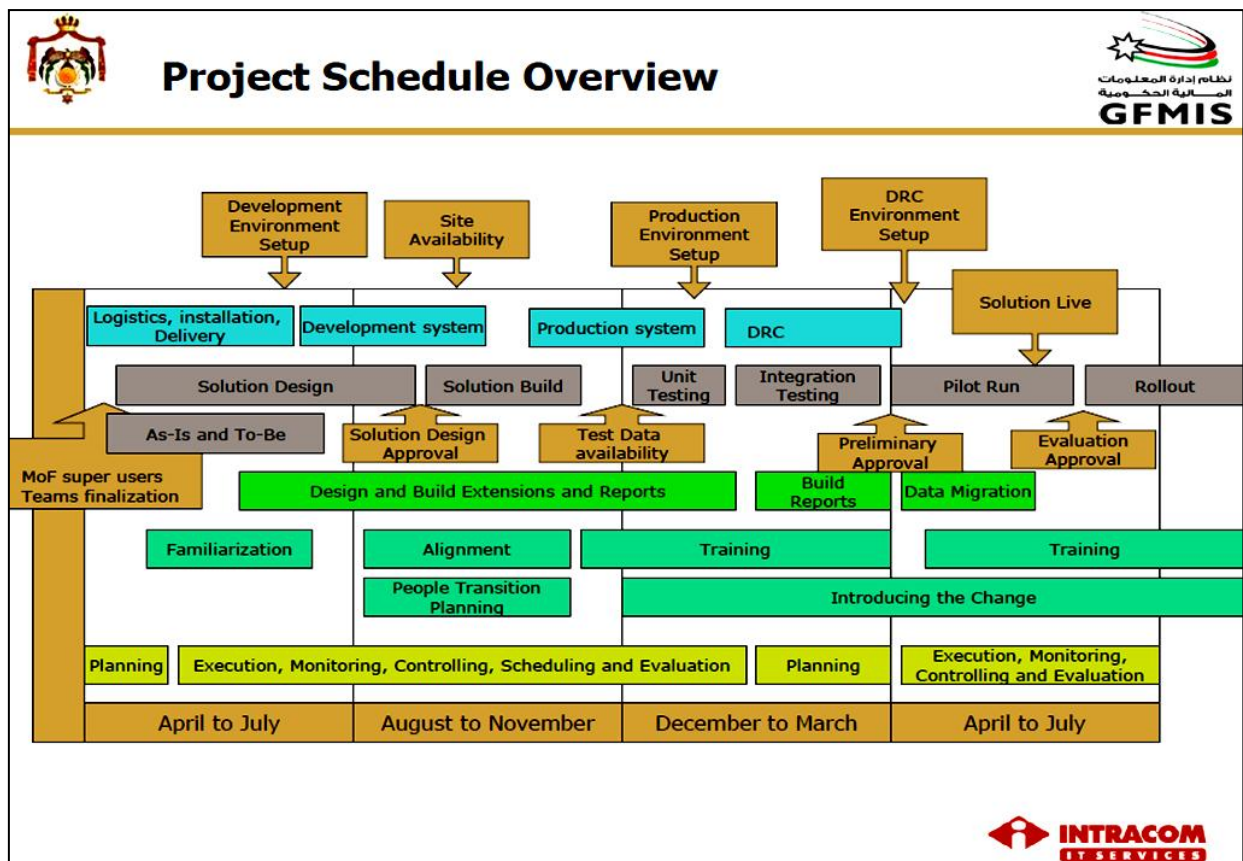 Project Schedule Overview
نظام إدارة المعلومات
المـــالية الحكـــومية
GFMIS
Development
Environment
Setup
Site
Availability
Production
Environment
Setup
DRC
Environment
Setup
Solution Live
Logistics, installation,
Delivery
Development system
Production system
DRC
Solution Design
Solution Build
Unit
Testing
Integration
Testing
Pilot Run
Rollout
As-Is and To-Be
Solution Design
Approval
Test Data
availability
Preliminary
Approval
Evaluation
Approval
MoF super users
Teams finalization
Design and Build Extensions and Reports
Build
Reports
Data Migration
Familiarization
Alignment
Training
Training
People Transition
Planning
Introducing the Change
Planning
Execution, Monitoring, Controlling, Scheduling and Evaluation
Planning
Execution, Monitoring,
Controlling and Evaluation
April to July
August to November
December to March
April to July
INTRACOM
IT SERVICES